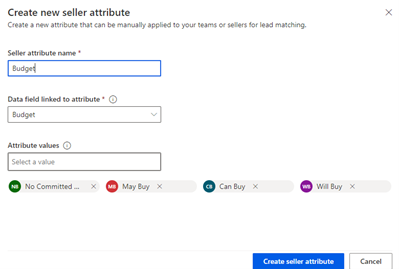 Create new seller attribute
Create a new attribute that can be manually applied to your teams or sellers for lead matching.
Seller attribute name *
Budget
Data field linked to attribute *
Budget
Attribute values
Select a value
NB No Committed ... MB May Buy CB Can Buy WB Will Buy
Create seller attribute Cancel